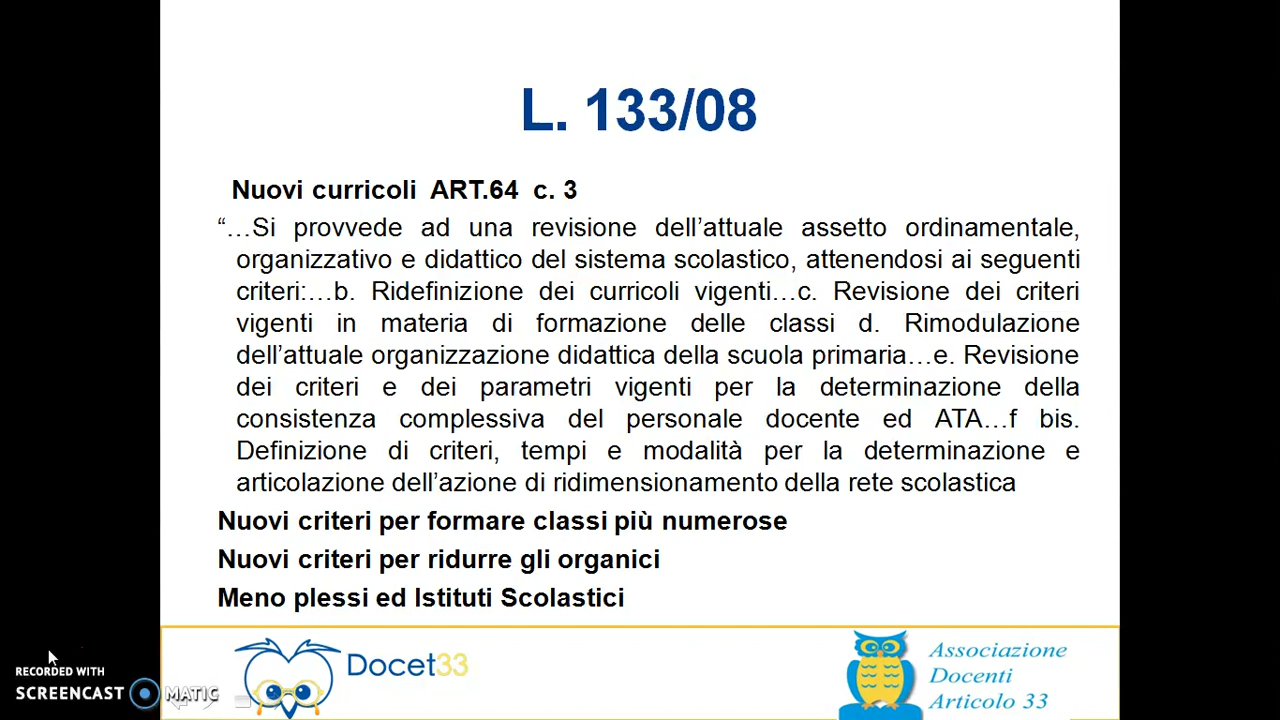 L. 133/08
Nuovi curricoli ART.64 c. 3
“…Si provvede ad una revisione dell’attuale assetto ordinamentale,
organizzativo e didattico del sistema scolastico, attenendosi ai seguenti
criteri:…b. Ridefinizione dei curricoli vigenti…c. Revisione dei criteri
vigenti in materia di formazione delle classi d. Rimodulazione
dell’attuale organizzazione didattica della scuola primaria…e. Revisione
dei criteri e dei parametri vigenti per la determinazione della
consistenza complessiva del personale docente ed ATA…f bis.
Definizione di criteri, tempi e modalità per la determinazione e
articolazione dell’azione di ridimensionamento della rete scolastica
Nuovi criteri per formare classi più numerose
Nuovi criteri per ridurre gli organici
Meno plessi ed Istituti Scolastici
Docet33
Associazione
Docenti
Articolo 33
RECORDED WITH
SCREENCAST MATIC